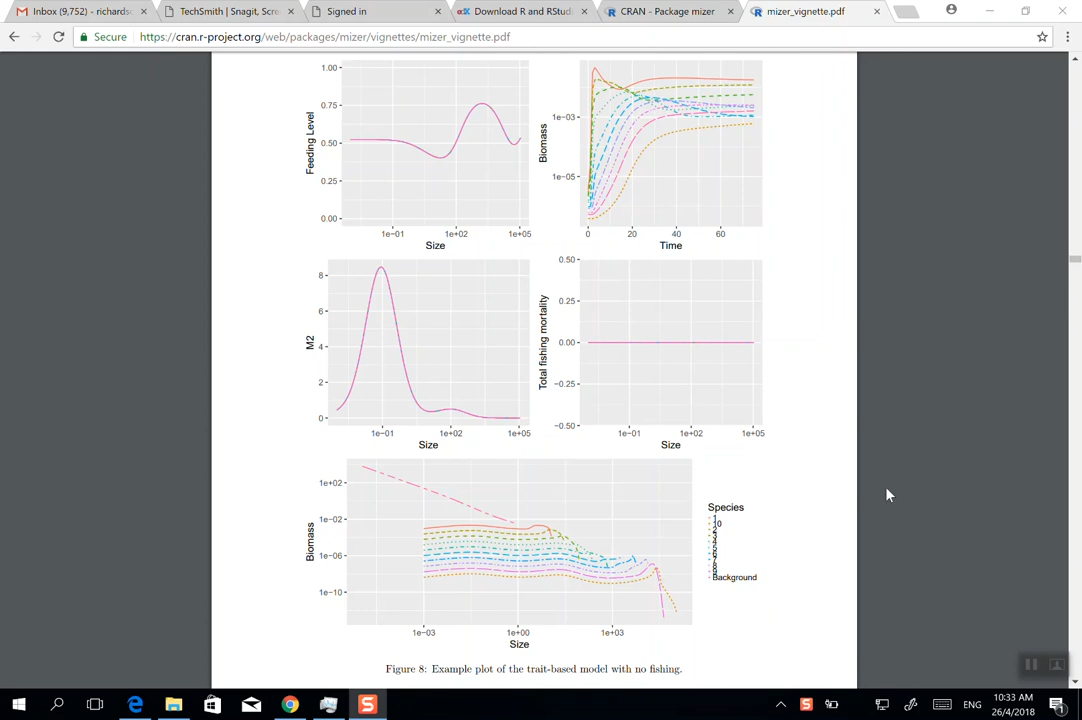 Inbox (9,752) - richards
TechSmith | Snagit, Scre
Signed in
Download R and RStudi
CRAN - Package mizer
mizer_vignette.pdf
Secure
https://cran.r-project.org/web/packages/mizer/vignettes/mizer_vignette.pdf
1.00
0.75
0.50
0.25
0.00
Feeding Level
1e-01
1e+02
1e+05
Size
1e-03
1e-05
Biomass
0
20
40
60
Time
8
6
4
2
0
M2
1e-01
1e+02
1e+05
Size
0.50
0.25
0.00
−0.25
−0.50
Total fishing mortality
1e-01
1e+02
1e+05
Size
1e+02
1e-02
1e-06
1e-10
Biomass
1e-03
1e+00
1e+03
Size
Species
1
10
2
Background
Figure 8: Example plot of the trait-based model with no fishing.
ENG
10:33 AM
26/4/2018